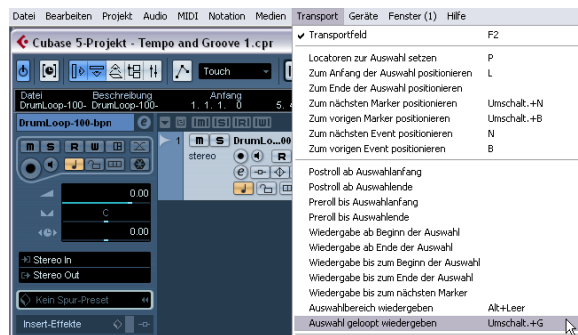 Datei Bearbeiten Projekt Audio MIDI Notation Medien Transport Geräte Fenster (1) Hilfe
Cubase 5-Projekt - Tempo and Groove 1.cpr
Touch
Datei Beschreibung Anfang
DrumLoop-100- DrumLoop-100- 1. 1. 1. 0 5.
DrumLoop-100-bpn
M S R W
0.00
C
0.00
Stereo In
Stereo Out
Kein Spur-Preset
Insert-Effekte
1 M S DrumLo...00
stereo R
Transportfeld F2
Locatoren zur Auswahl setzen P
Zum Anfang der Auswahl positionieren L
Zum Ende der Auswahl positionieren
Zum nächsten Marker positionieren Umschalt.+N
Zum vorigen Marker positionieren Umschalt.+B
Zum nächsten Event positionieren N
Zum vorigen Event positionieren B
Postroll ab Auswahlanfang
Postroll ab Auswahlende
Preroll bis Auswahlanfang
Preroll bis Auswahlende
Wiedergabe ab Beginn der Auswahl
Wiedergabe ab Ende der Auswahl
Wiedergabe bis zum Beginn der Auswahl
Wiedergabe bis zum Ende der Auswahl
Wiedergabe bis zum nächsten Marker
Auswahlbereich wiedergeben Alt+Leer
Auswahl geloopt wiedergeben Umschalt.+G